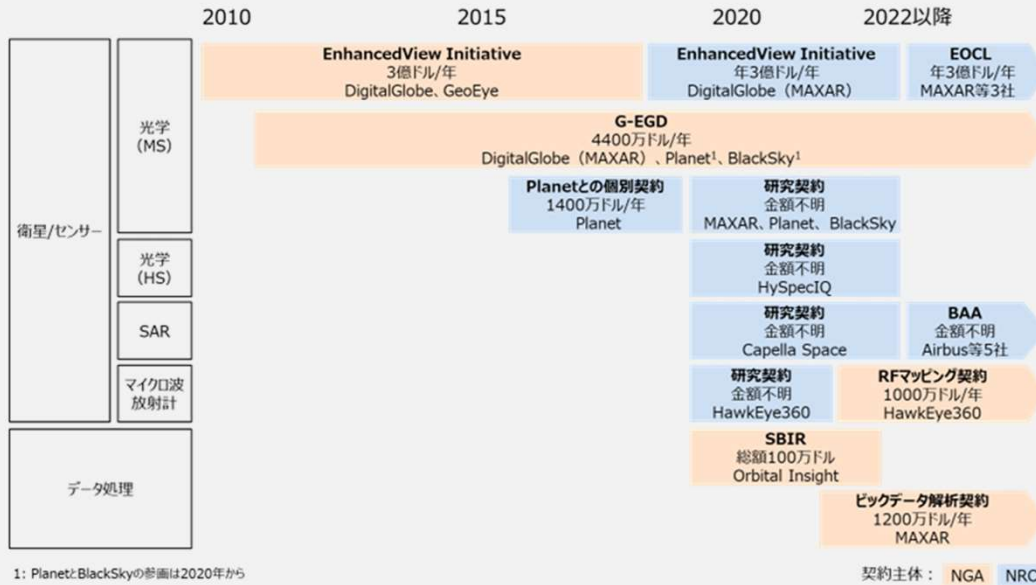 2010
2015
2020
2022以降
衛星/センサー
光学
(MS)
EnhancedView Initiative
3億ドル/年
DigitalGlobe、GeoEye
EnhancedView Initiative
年3億ドル/年
DigitalGlobe（MAXAR）
EOCL
年3億ドル/年
MAXAR等3社
G-EGD
4400万ドル/年
DigitalGlobe（MAXAR）、Planet¹、BlackSky¹
Planetとの個別契約
1400万ドル/年
Planet
研究契約
金額不明
MAXAR、Planet、BlackSky
光学
(HS)
研究契約
金額不明
HySpecIQ
SAR
研究契約
金額不明
Capella Space
BAA
金額不明
Airbus等5社
マイクロ波
放射計
研究契約
金額不明
HawkEye360
RFマッピング契約
1000万ドル/年
HawkEye360
データ処理
SBIR
総額100万ドル
Orbital Insight
ビックデータ解析契約
1200万ドル/年
MAXAR
1: PlanetとBlackSkyの参画は2020年から
契約主体： NGA NRO